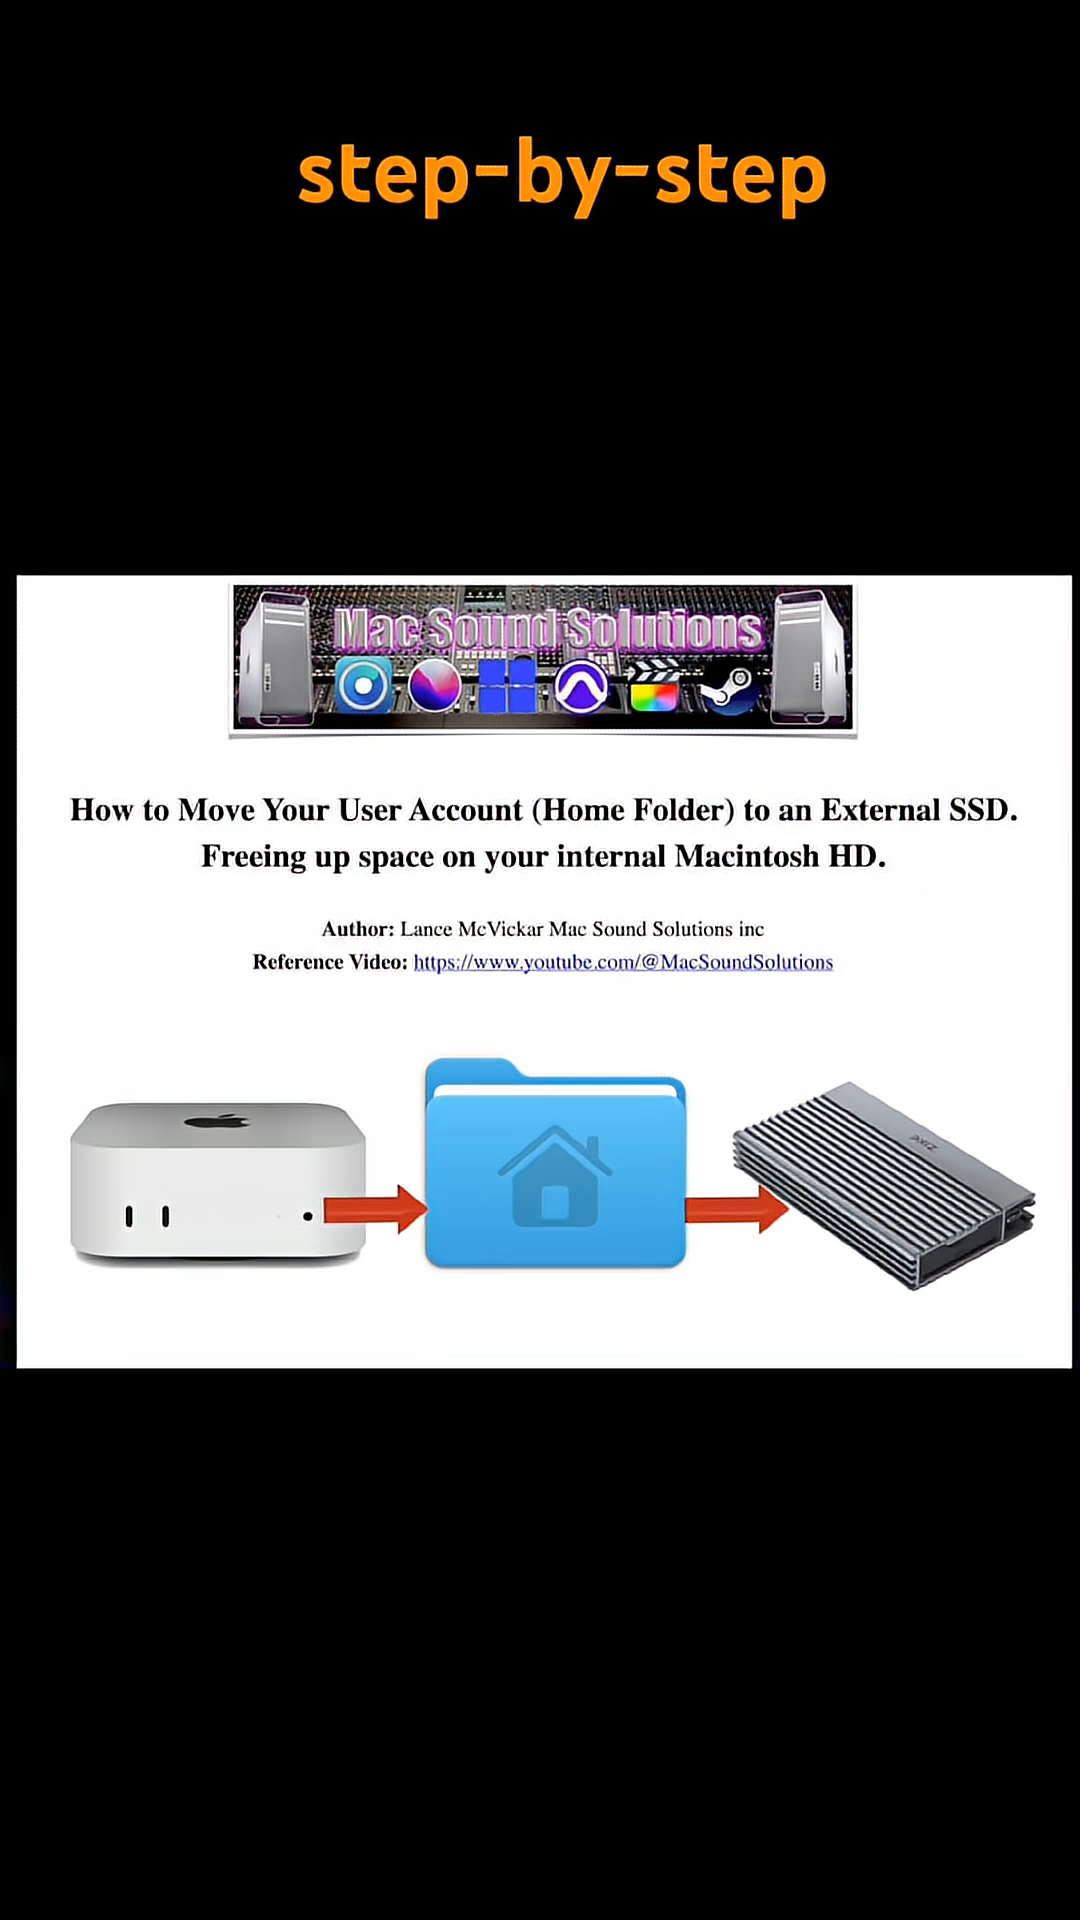 step-by-step
Mac Sound Solutions
How to Move Your User Account (Home Folder) to an External SSD.
Freeing up space on your internal Macintosh HD.
Author: Lance McVickar Mac Sound Solutions inc
Reference Video: https://www.youtube.com/@MacSoundSolutions